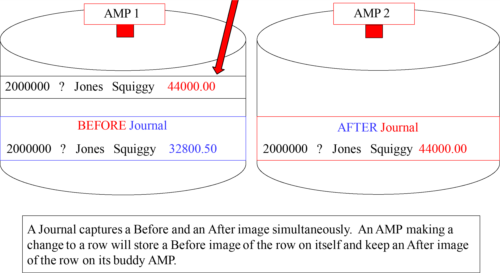 AMP 1
AMP 2
2000000 ? Jones Squiggy 44000.00
BEFORE Journal
2000000 ? Jones Squiggy 32800.50
AFTER Journal
2000000 ? Jones Squiggy 44000.00
A Journal captures a Before and an After image simultaneously. An AMP making a
change to a row will store a Before image of the row on itself and keep an After image
of the row on its buddy AMP.